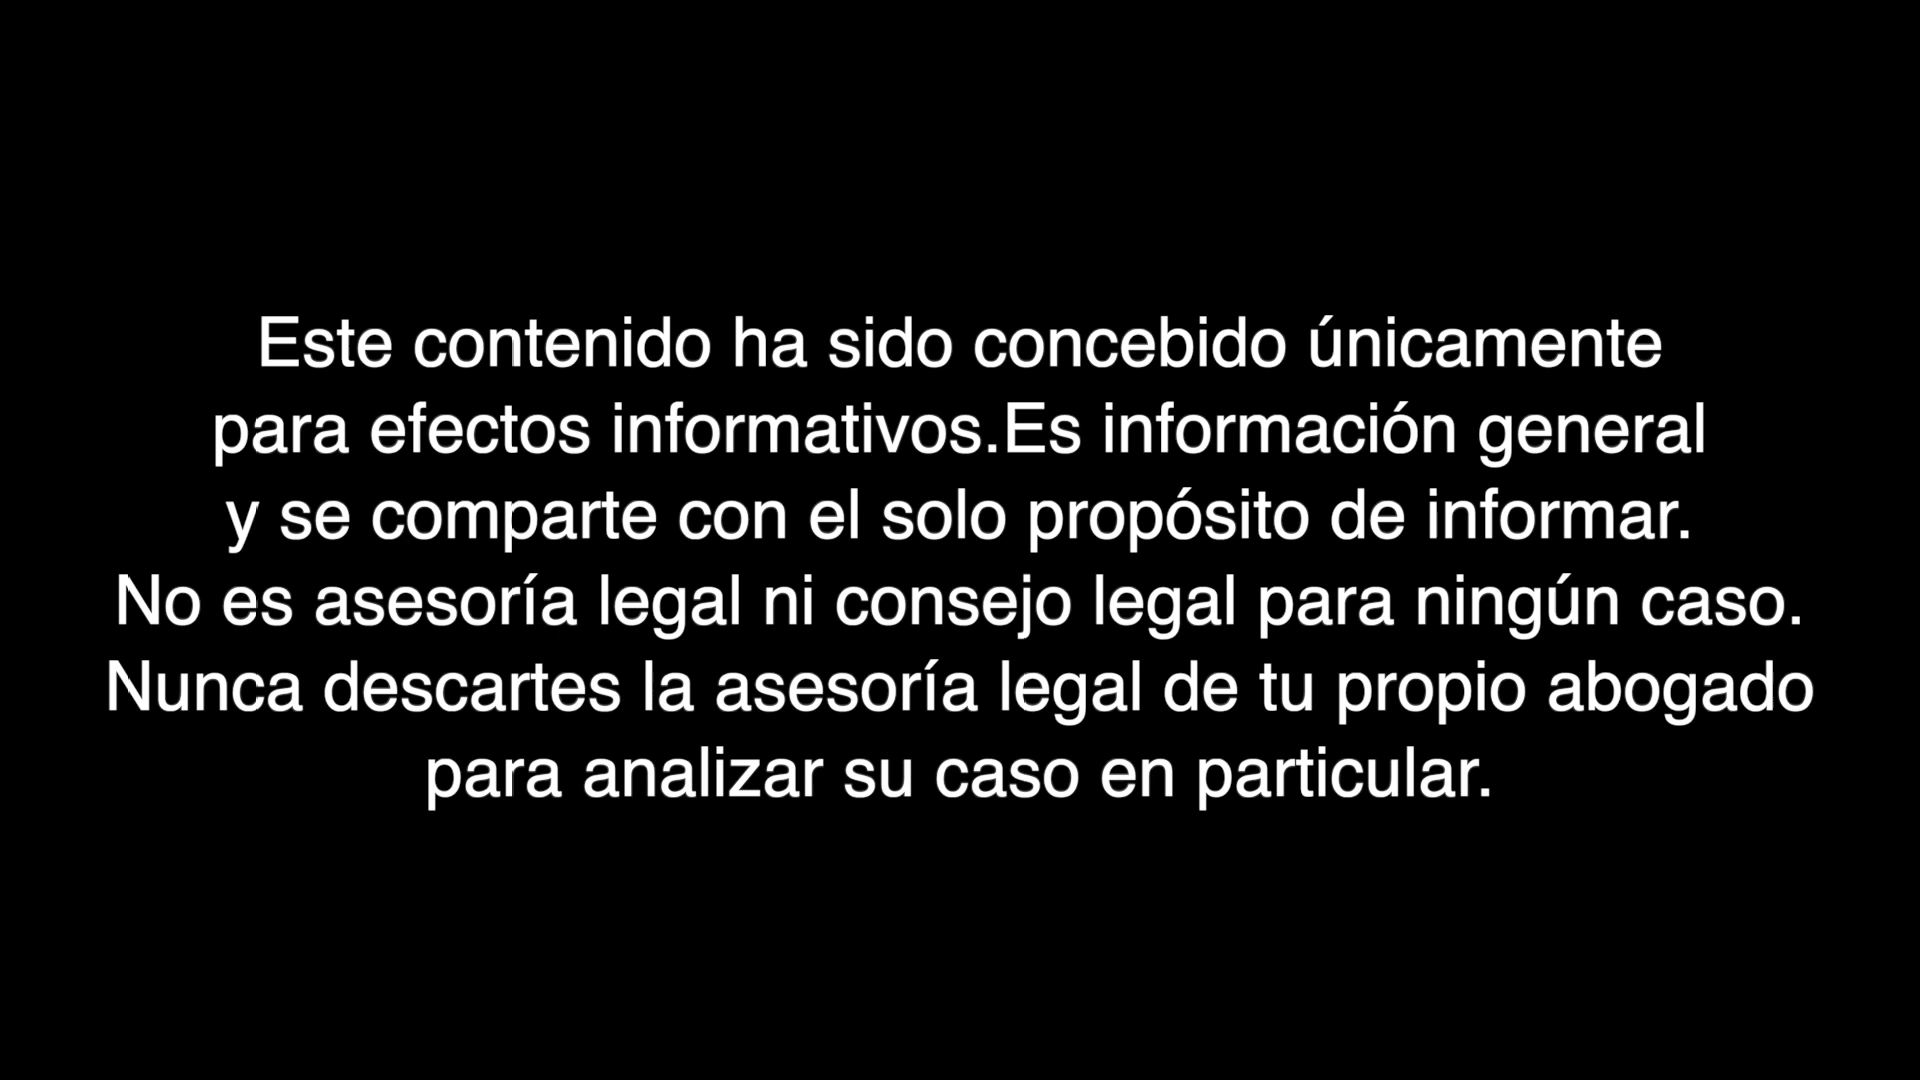 Este contenido ha sido concebido únicamente
para efectos informativos.Es información general
y se comparte con el solo propósito de informar.
No es asesoría legal ni consejo legal para ningún caso.
Nunca descartes la asesoría legal de tu propio abogado
para analizar su caso en particular.